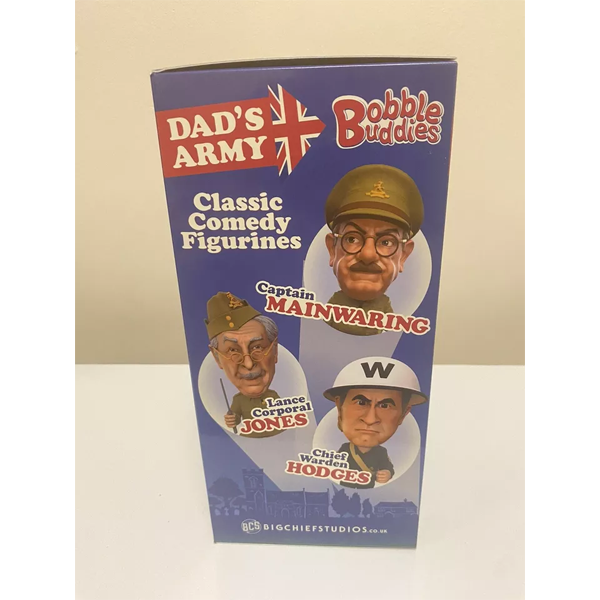 DAD'S
ARMY
Bobble
Buddies
Classic
Comedy
Figurines
Captain
MAINWARING
Lance
Corporal
JONES
W
Chief
Warden
HODGES
BCS BIGCHIEFSTUDIOS.CO.UK